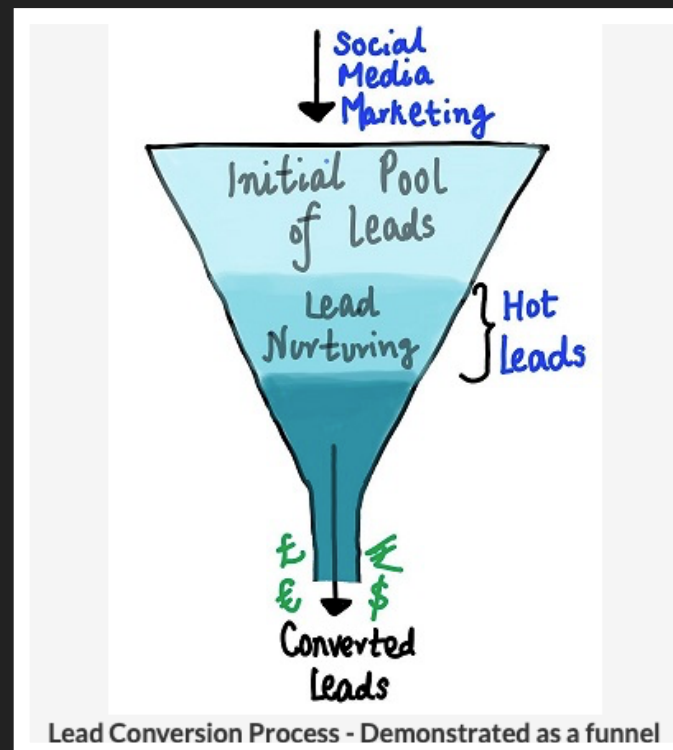 Social
Media
Marketing
Initial Pool
of Leads
Lead
Nurturing
Hot
Leads
£ ₹
€ $
Converted
Leads
Lead Conversion Process - Demonstrated as a funnel